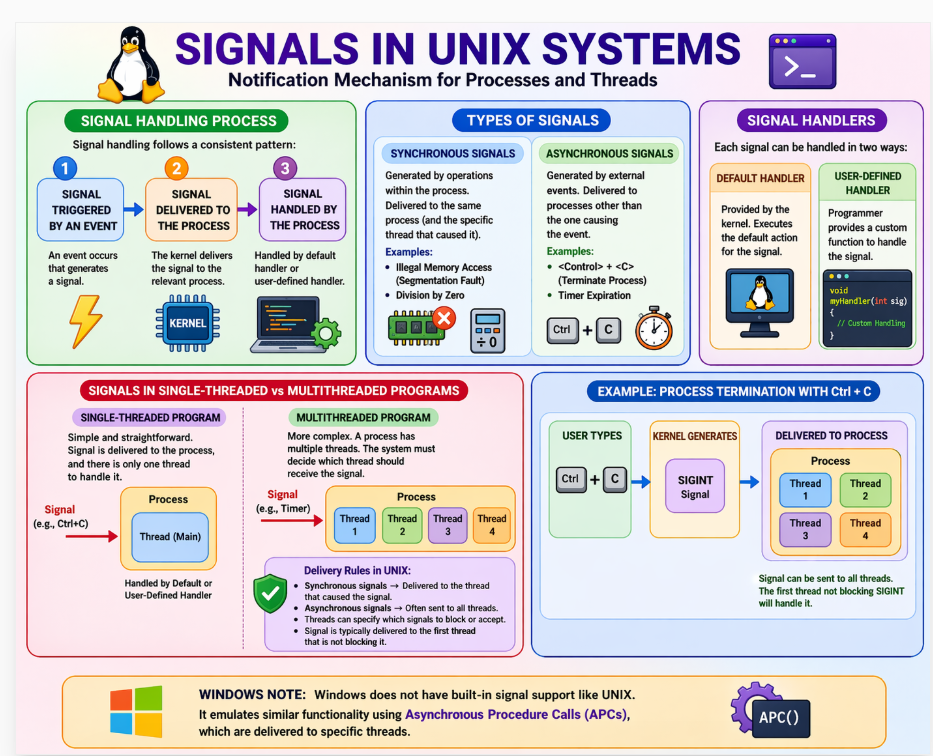 SIGNALS IN UNIX SYSTEMS
Notification Mechanism for Processes and Threads
>_
SIGNAL HANDLING PROCESS
Signal handling follows a consistent pattern:
1
SIGNAL
TRIGGERED
BY AN EVENT
An event occurs
that generates
a signal.
2
SIGNAL
DELIVERED TO
THE PROCESS
The kernel delivers
the signal to the
relevant process.
KERNEL
3
SIGNAL
HANDLED BY
THE PROCESS
Handled by default
handler or
user-defined handler.
TYPES OF SIGNALS
SYNCHRONOUS SIGNALS
Generated by operations
within the process.
Delivered to the same
process (and the specific
thread that caused it).
Examples:
• Illegal Memory Access
(Segmentation Fault)
• Division by Zero
÷ 0
ASYNCHRONOUS SIGNALS
Generated by external
events. Delivered to
processes other than
the one causing
the event.
Examples:
• <Control> + <C>
(Terminate Process)
• Timer Expiration
Ctrl + C
SIGNAL HANDLERS
Each signal can be handled in two ways:
DEFAULT HANDLER
Provided by the
kernel. Executes
the default action
for the signal.
USER-DEFINED
HANDLER
Programmer
provides a custom
function to handle
the signal.
void
myHandler(int sig)
{
// Custom Handling
}
SIGNALS IN SINGLE-THREADED vs MULTITHREADED PROGRAMS
SINGLE-THREADED PROGRAM
Simple and straightforward.
Signal is delivered to the process,
and there is only one thread
to handle it.
Signal
(e.g., Ctrl+C)
Process
Thread (Main)
Handled by Default or
User-Defined Handler
MULTITHREADED PROGRAM
More complex. A process has
multiple threads. The system must
decide which thread should
receive the signal.
Signal
(e.g., Timer)
Process
Thread
1
Thread
2
Thread
3
Thread
4
Delivery Rules in UNIX:
• Synchronous signals → Delivered to the thread
that caused the signal.
• Asynchronous signals → Often sent to all threads.
• Threads can specify which signals to block or accept.
• Signal is typically delivered to the first thread
that is not blocking it.
EXAMPLE: PROCESS TERMINATION WITH Ctrl + C
USER TYPES
Ctrl + C
KERNEL GENERATES
SIGINT
Signal
DELIVERED TO PROCESS
Process
Thread
1
Thread
2
Thread
3
Thread
4
Signal can be sent to all threads.
The first thread not blocking SIGINT
will handle it.
WINDOWS NOTE: Windows does not have built-in signal support like UNIX.
It emulates similar functionality using Asynchronous Procedure Calls (APCs),
which are delivered to specific threads.
APC()